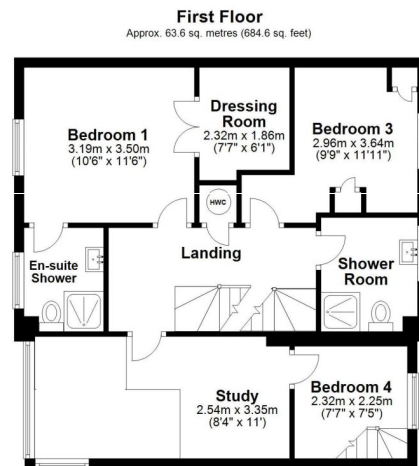 First Floor
Approx. 63.6 sq. metres (684.6 sq. feet)
Bedroom 1
3.19m x 3.50m
(10'6" x 11'6")
Dressing
Room
2.32m x 1.86m
(7'7" x 6'1")
Bedroom 3
2.96m x 3.64m
(9'9" x 11'11")
HWC
Landing
En-suite
Shower
Shower
Room
Study
2.54m x 3.35m
(8'4" x 11')
Bedroom 4
2.32m x 2.25m
(7'7" x 7'5")